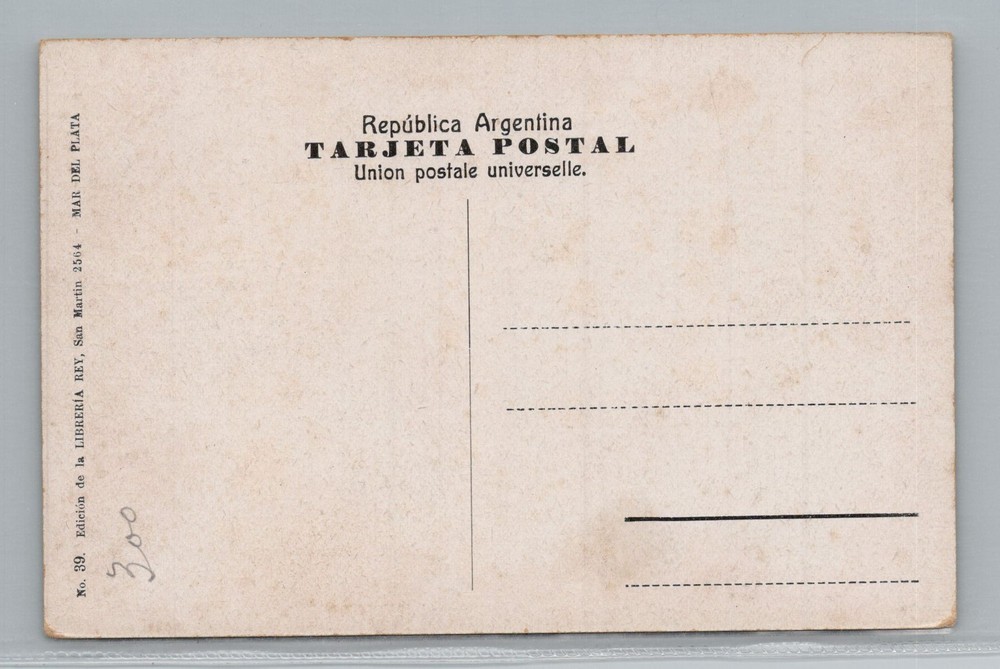 República Argentina
TARJETA POSTAL
Union postale universelle.
No. 39. Edición de la LIBRERÍA REY, San Martin 2564 - MAR DEL PLATA
300